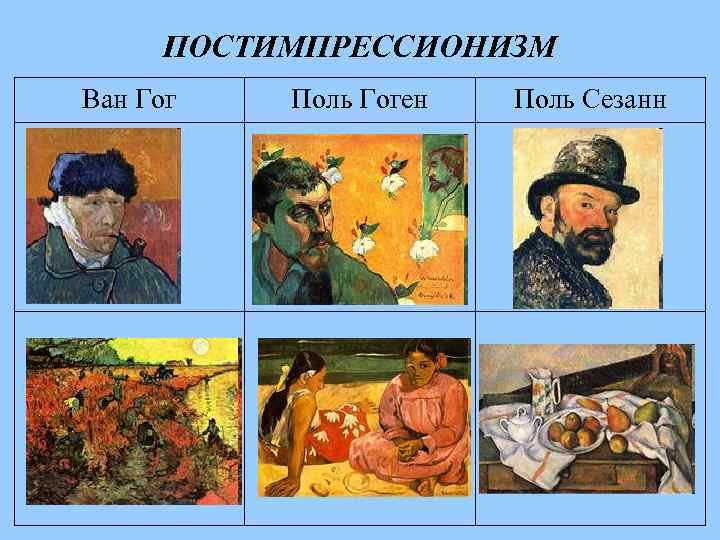 ПОСТИМПРЕССИОНИЗМ
Ван Гог
Поль Гоген
Поль Сезанн